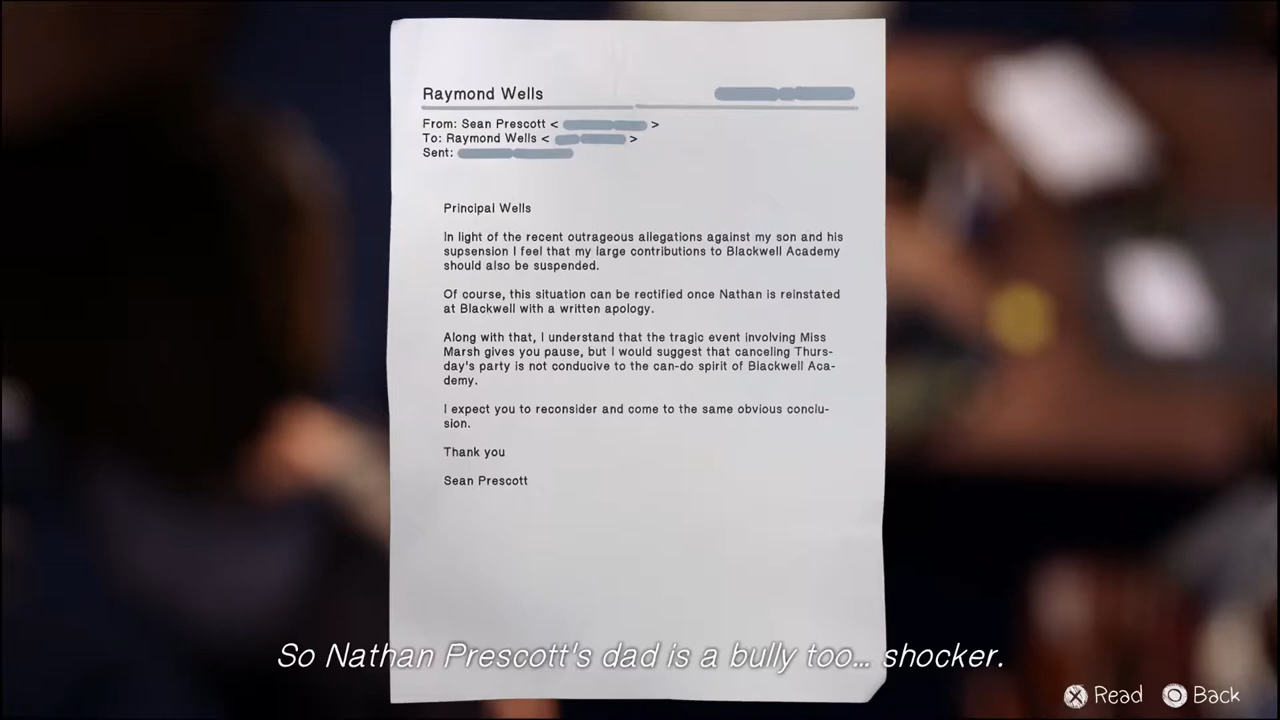 Raymond Wells
From: Sean Prescott < >
To: Raymond Wells < >
Sent:
Principal Wells
In light of the recent outrageous allegations against my son and his
supsension I feel that my large contributions to Blackwell Academy
should also be suspended.
Of course, this situation can be rectified once Nathan is reinstated
at Blackwell with a written apology.
Along with that, I understand that the tragic event involving Miss
Marsh gives you pause, but I would suggest that canceling Thurs-
day's party is not conducive to the can-do spirit of Blackwell Aca-
demy.
I expect you to reconsider and come to the same obvious conclu-
sion.
Thank you
Sean Prescott
So Nathan Prescott's dad is a bully too... shocker.
Read Back